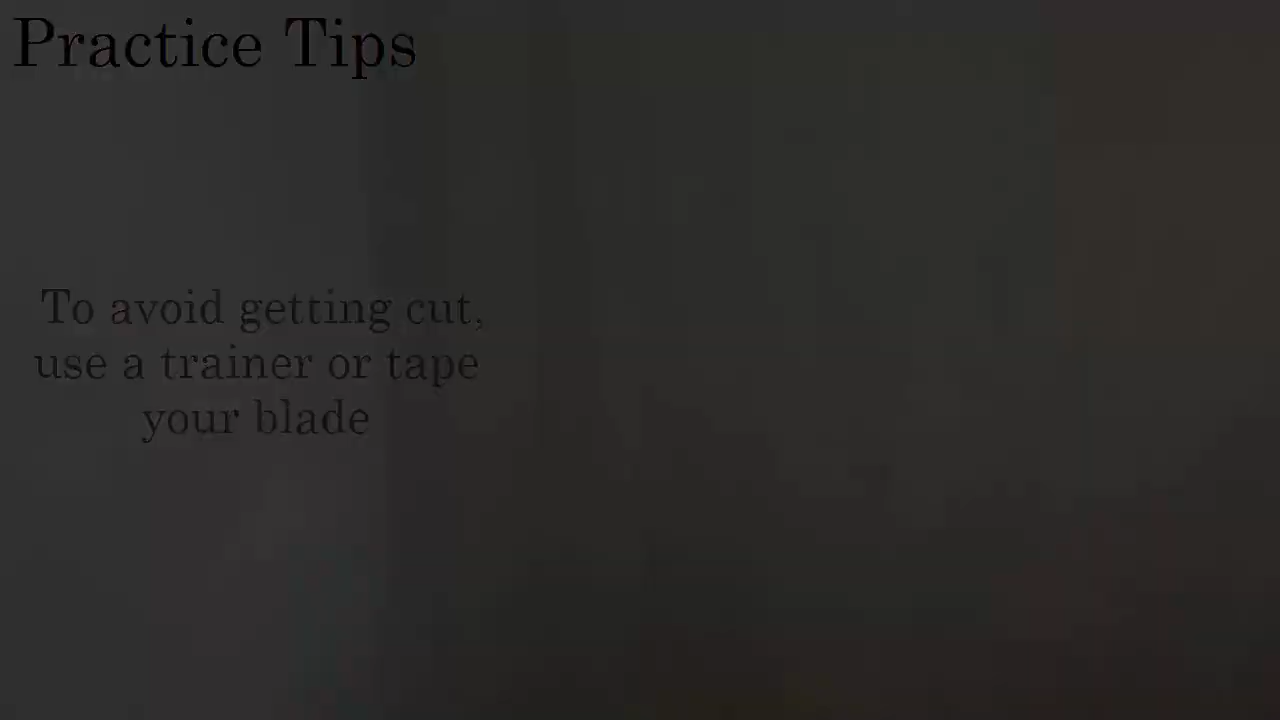 Practice Tips
To avoid getting cut,
use a trainer or tape
your blade